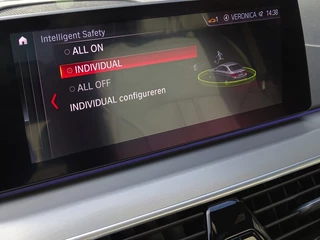 VERONICA 14:38
Intelligent Safety
ALL ON
INDIVIDUAL
ALL OFF
INDIVIDUAL configureren